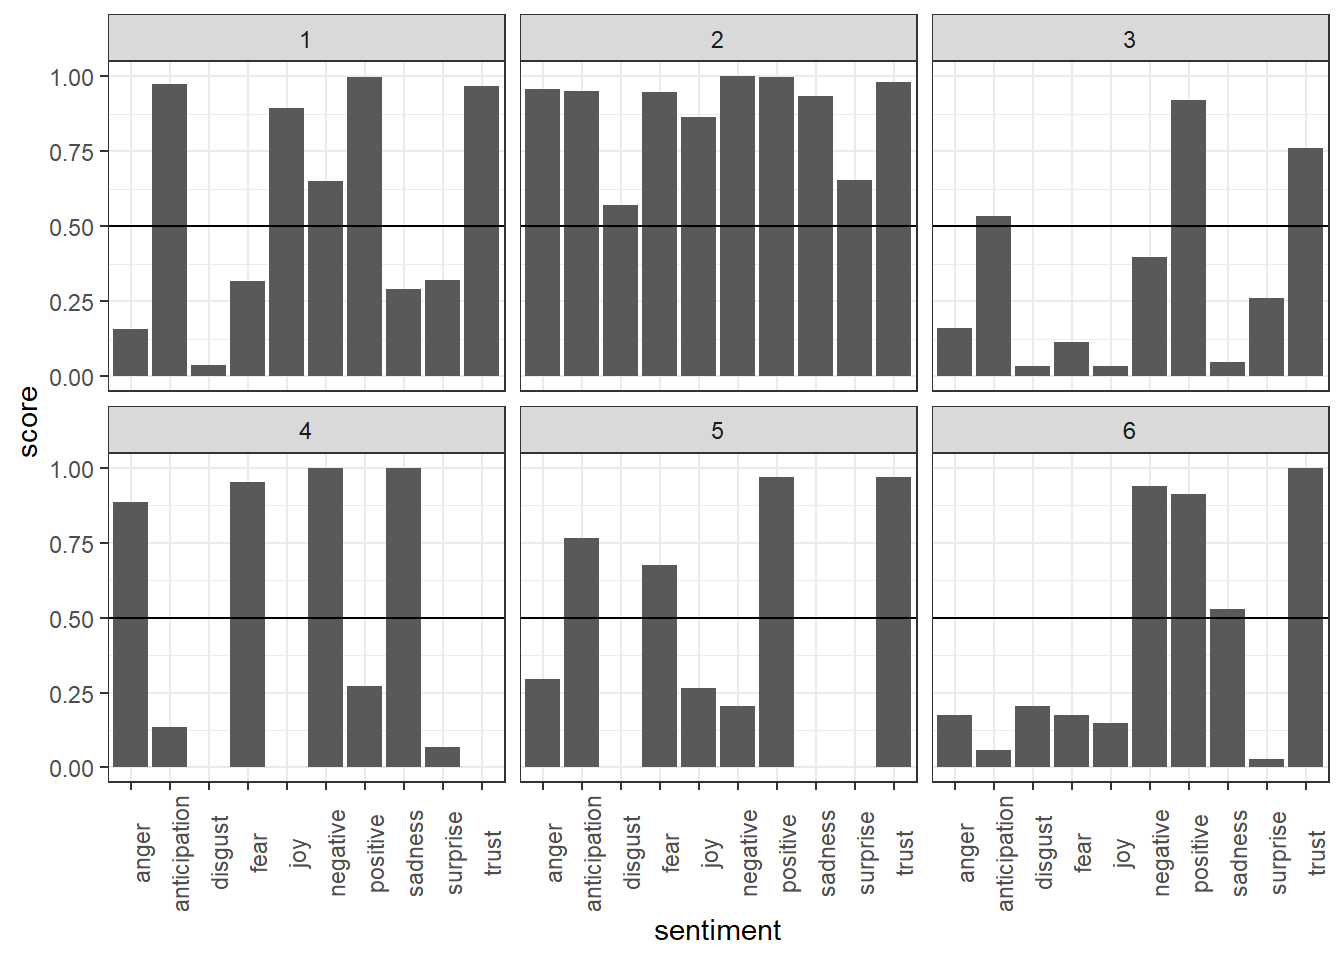 1 2 3
1.00
0.75
0.50
0.25
0.00
score
4 5 6
1.00
0.75
0.50
0.25
0.00
anger anticipation disgust fear joy negative positive sadness surprise trust
anger anticipation disgust fear joy negative positive sadness surprise trust
anger anticipation disgust fear joy negative positive sadness surprise trust
sentiment